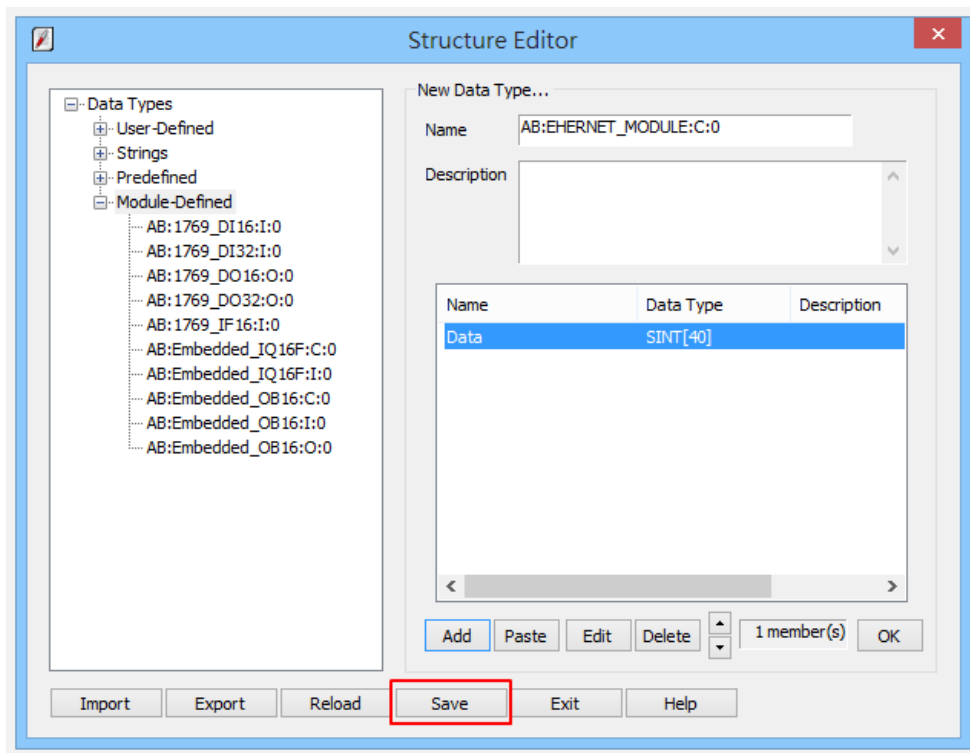 Structure Editor
Data Types
User-Defined
Strings
Predefined
Module-Defined
AB:1769_DI16:I:0
AB:1769_DI32:I:0
AB:1769_DO16:O:0
AB:1769_DO32:O:0
AB:1769_IF16:I:0
AB:Embedded_IQ16F:C:0
AB:Embedded_IQ16F:I:0
AB:Embedded_OB16:C:0
AB:Embedded_OB16:I:0
AB:Embedded_OB16:O:0
New Data Type...
Name AB:EHERNET_MODULE:C:0
Description
Name Data Type Description
Data SINT[40]
Add Paste Edit Delete 1 member(s) OK
Import Export Reload Save Exit Help